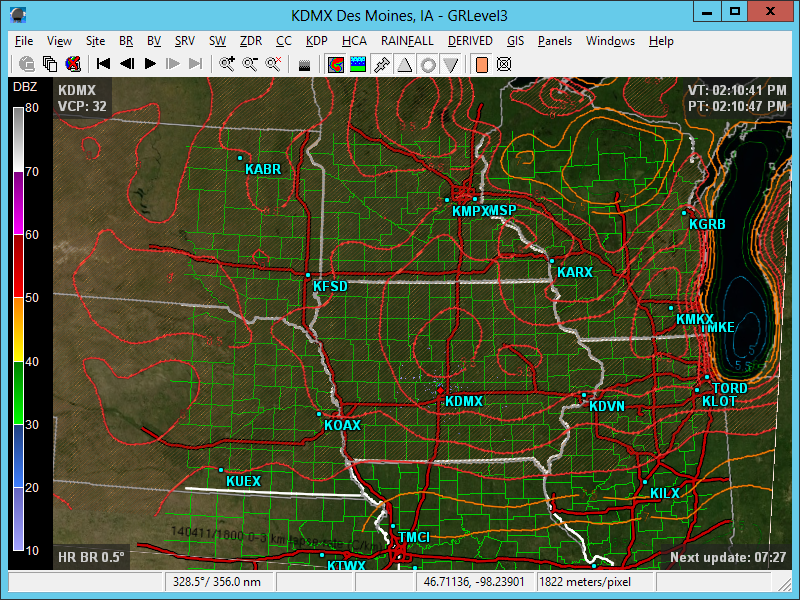 KDMX Des Moines, IA - GRLevel3
File View Site BR BV SRV SW ZDR CC KDP HCA RAINFALL DERIVED GIS Panels Windows Help
DBZ
80
70
60
50
40
30
20
10
KDMX
VCP: 32
VT: 02:10:41 PM
PT: 02:10:47 PM
KABR
KMPX
MSP
KGRB
KARX
KFSD
KMKX
TMKE
TORD
KLOT
KDMX
KDVN
KOAX
KUEX
KILX
TMCI
KTWX
140411/1800 0-3 km
HR BR 0.5°
Next update: 07:27
328.5°/ 356.0 nm
46.71136, -98.23901
1822 meters/pixel